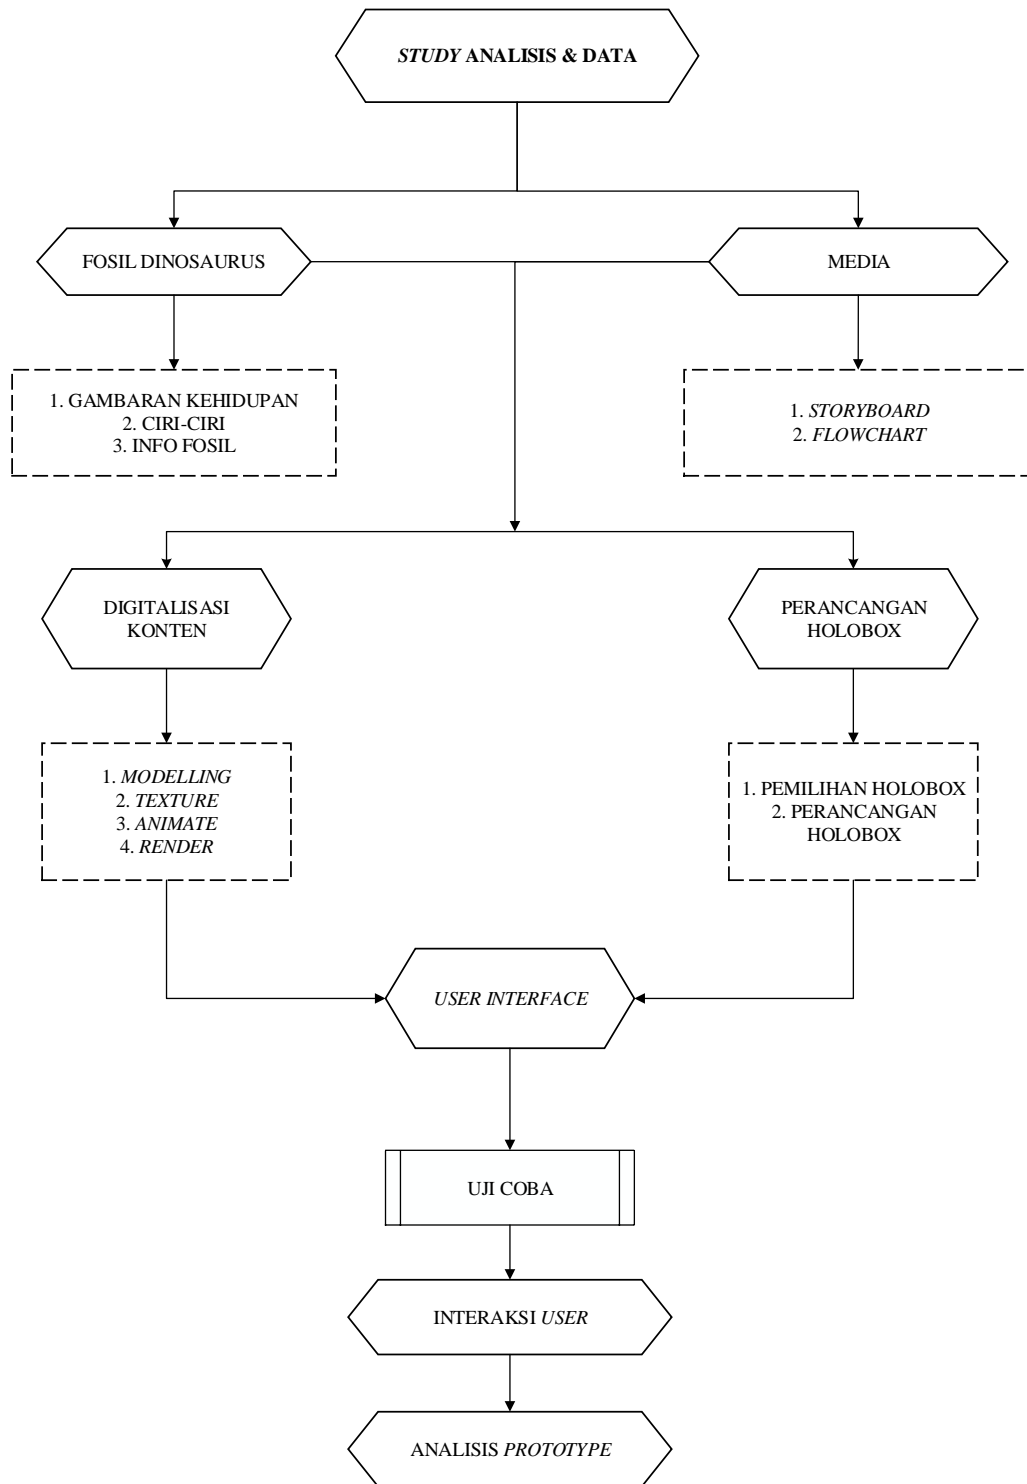 STUDY ANALISIS & DATA
FOSIL DINOSAURUS
MEDIA
1. GAMBARAN KEHIDUPAN
2. CIRI-CIRI
3. INFO FOSIL
1. STORYBOARD
2. FLOWCHART
DIGITALISASI
KONTEN
PERANCANGAN
HOLOBOX
1. MODELLING
2. TEXTURE
3. ANIMATE
4. RENDER
1. PEMILIHAN HOLOBOX
2. PERANCANGAN
HOLOBOX
USER INTERFACE
UJI COBA
INTERAKSI USER
ANALISIS PROTOTYPE